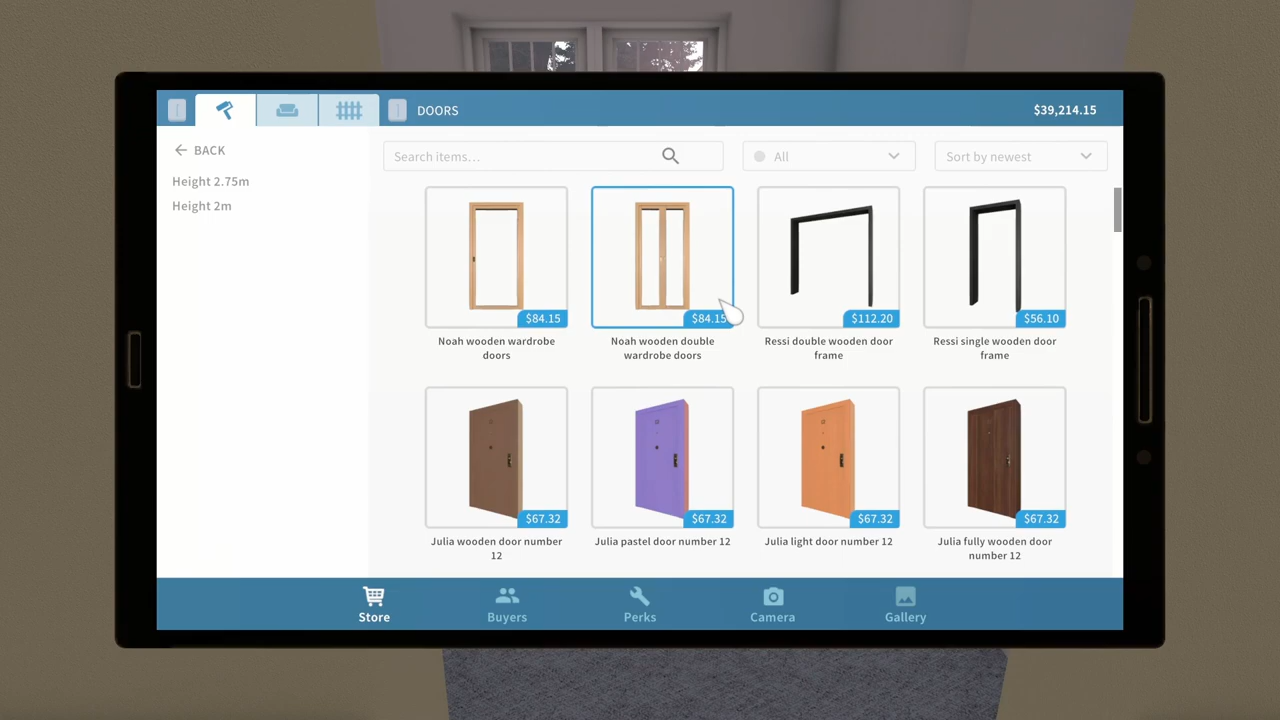 DOORS
$39,214.15
BACK
Height 2.75m
Height 2m
Search items...
All
Sort by newest
$84.15
$84.15
$112.20
$56.10
Noah wooden wardrobe
doors
Noah wooden double
wardrobe doors
Ressi double wooden door
frame
Ressi single wooden door
frame
$67.32
$67.32
$67.32
$67.32
Julia wooden door number
12
Julia pastel door number 12
Julia light door number 12
Julia fully wooden door
number 12
Store
Buyers
Perks
Camera
Gallery